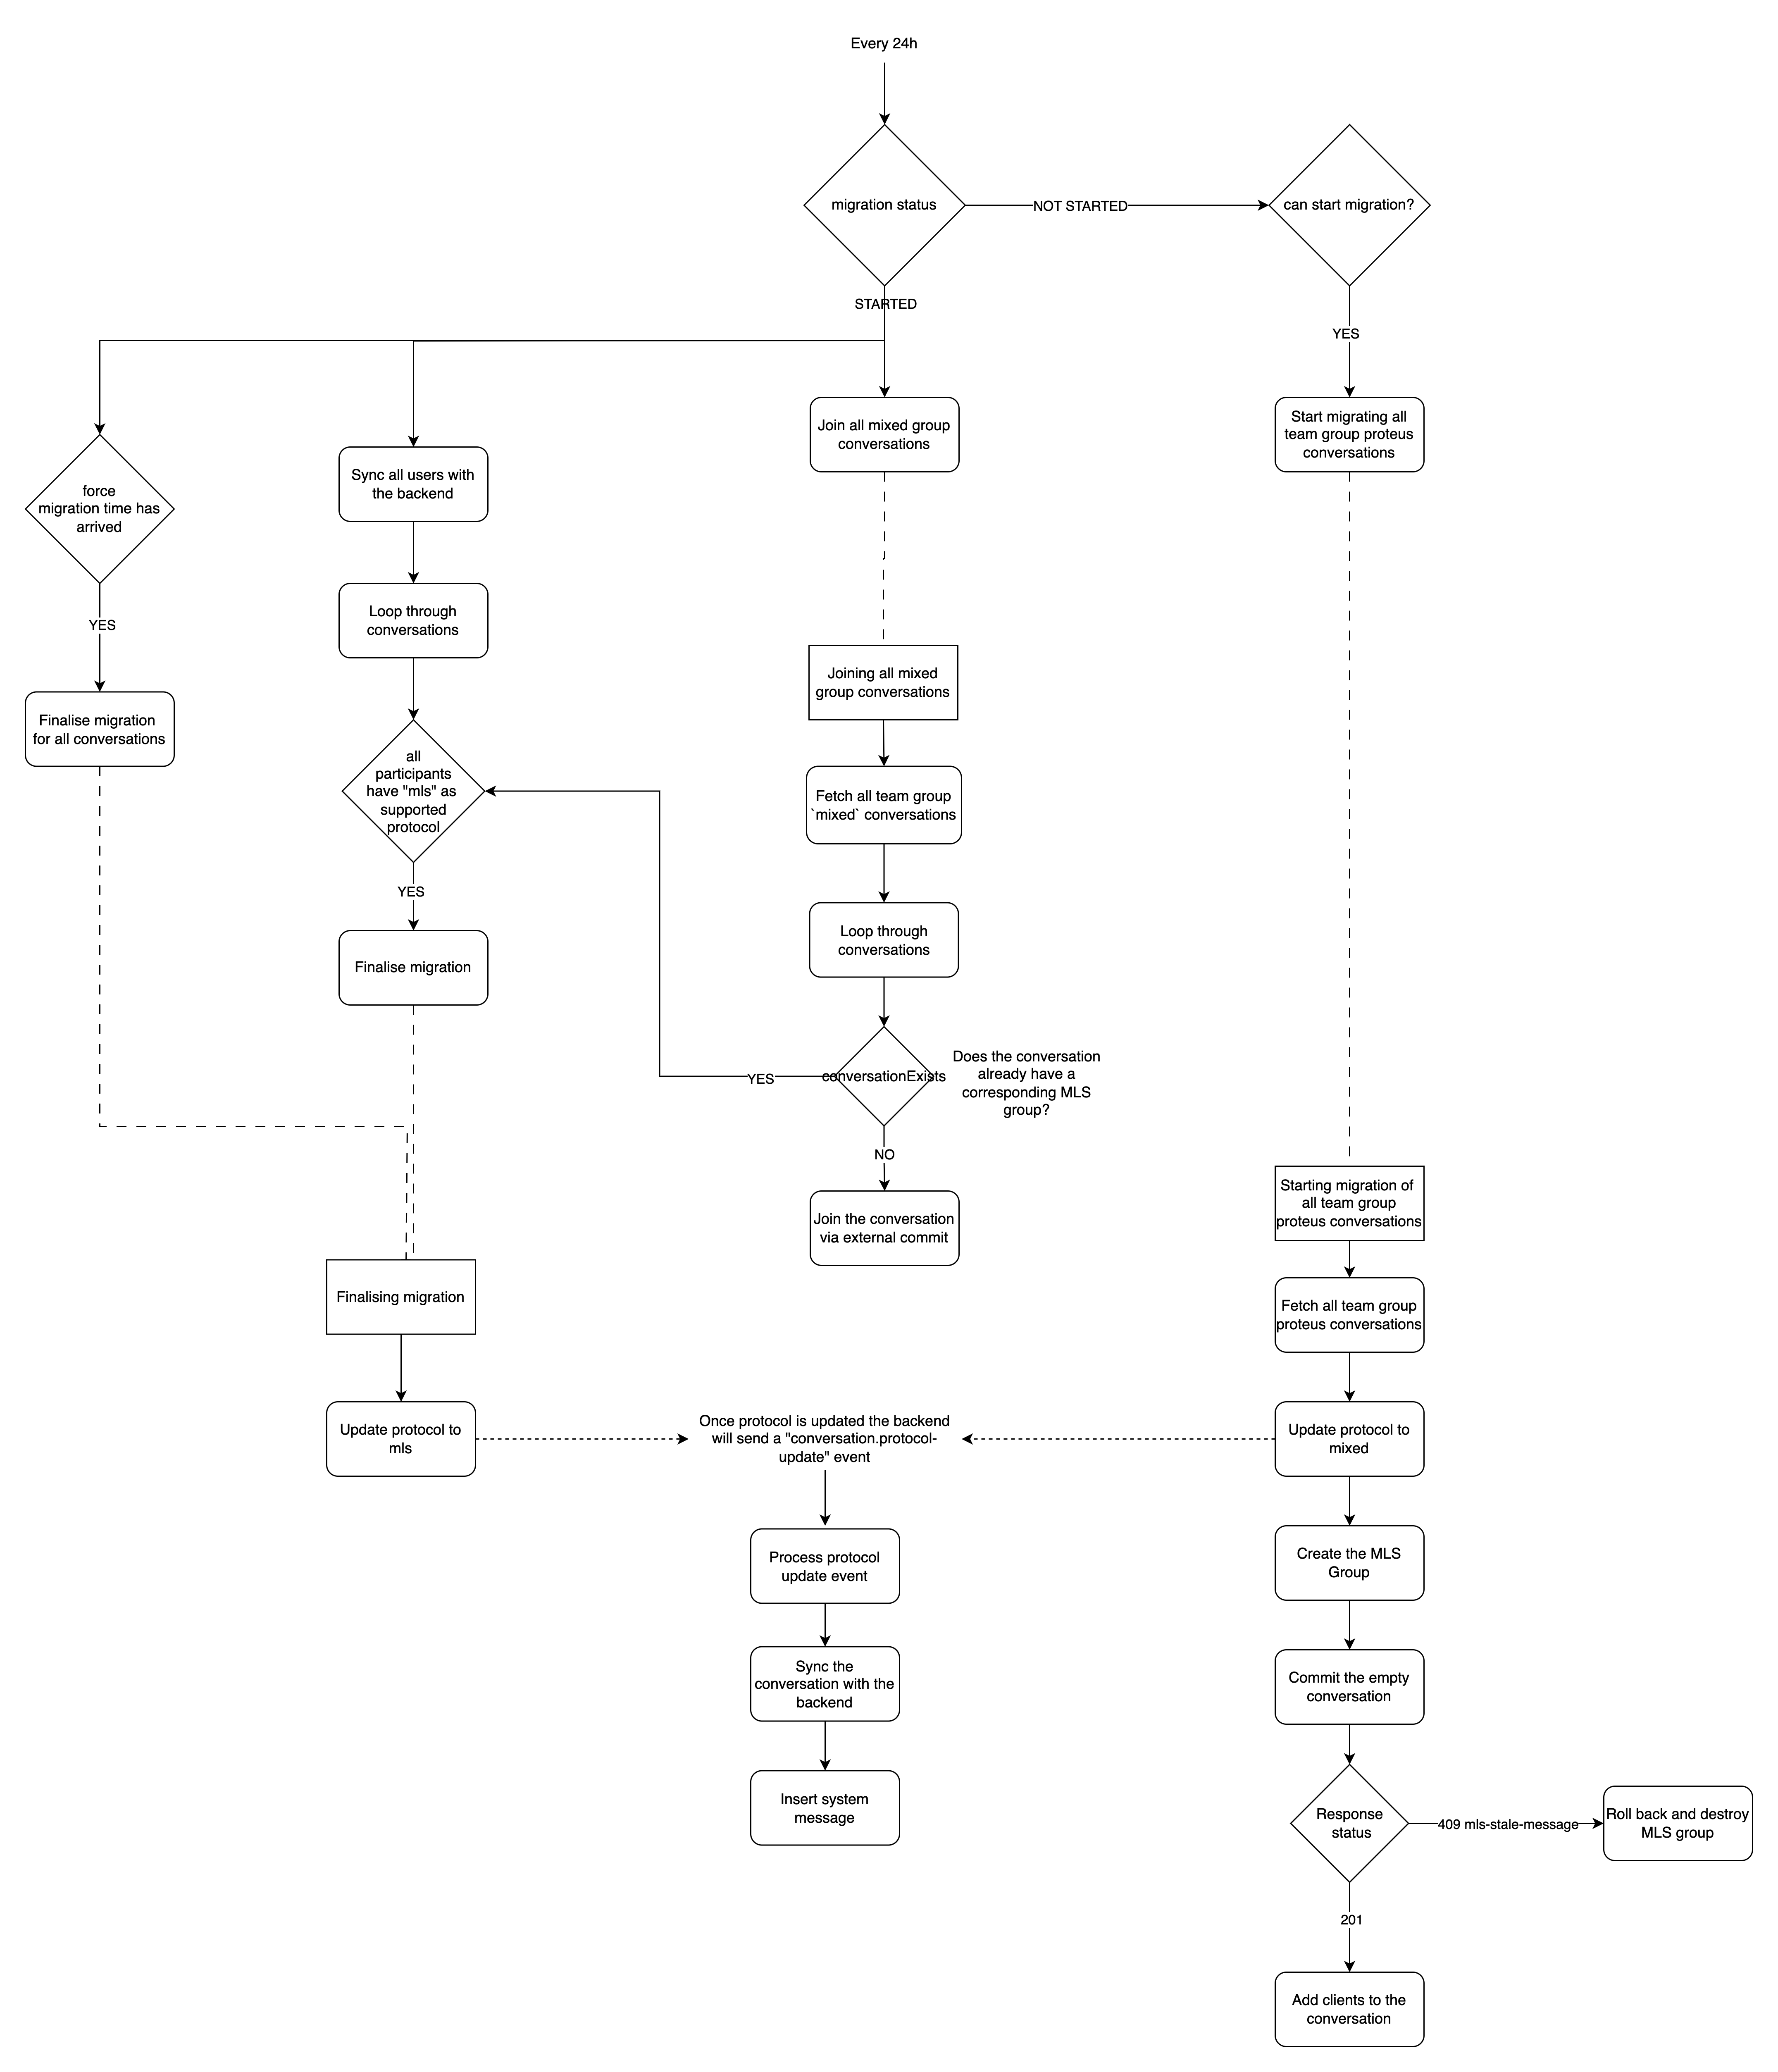 Every 24h
migration status
NOT STARTED
can start migration?
STARTED
YES
Join all mixed group
conversations
Start migrating all
team group proteus
conversations
force
migration time has
arrived
Sync all users with
the backend
YES
Loop through
conversations
Finalise migration
for all conversations
Joining all mixed
group conversations
all
participants
have "mls" as
supported
protocol
Fetch all team group
`mixed` conversations
YES
Loop through
conversations
Finalise migration
YES
conversationExists
Does the conversation
already have a
corresponding MLS
group?
NO
Join the conversation
via external commit
Starting migration of
all team group
proteus conversations
Finalising migration
Fetch all team group
proteus conversations
Update protocol to
mls
Once protocol is updated the backend
will send a "conversation.protocol-
update" event
Update protocol to
mixed
Process protocol
update event
Create the MLS
Group
Sync the
conversation with the
backend
Commit the empty
conversation
Insert system
message
Response
status
409 mls-stale-message
Roll back and destroy
MLS group
201
Add clients to the
conversation